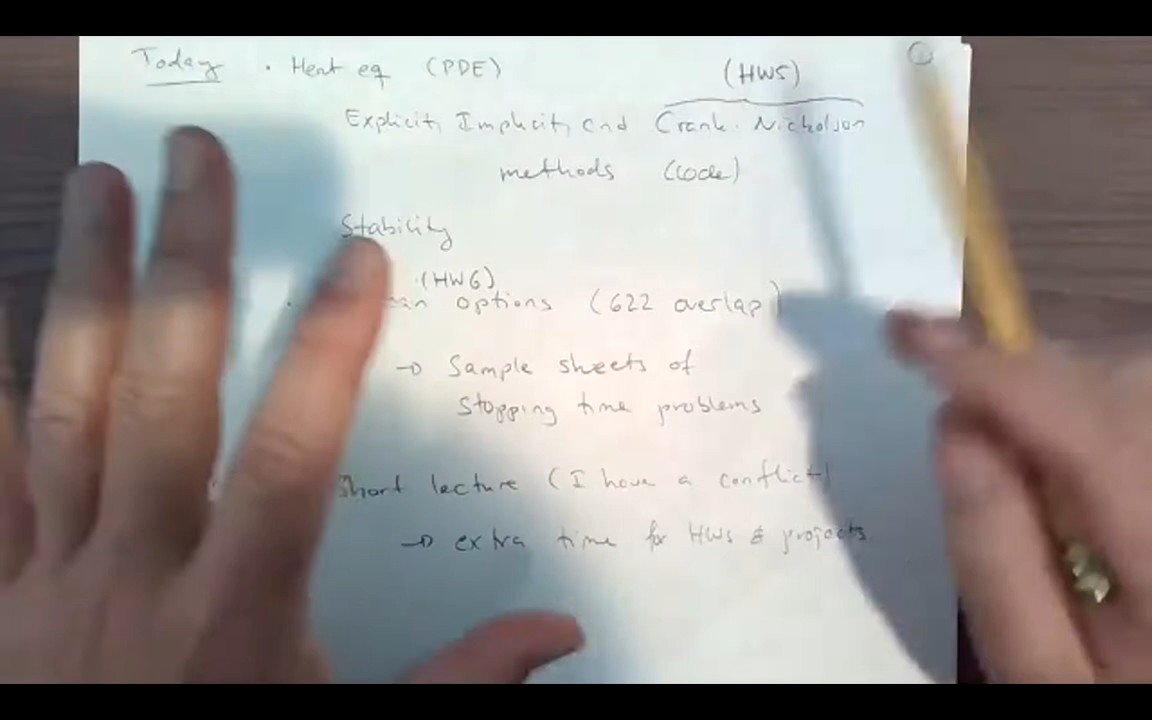 Today • Heat eq (PDE) (HW5) 1
Explicit, Implicit, and Crank-Nicholson
methods (code)
Stability
(HW6)
options (622 overlap)
→ Sample sheets of
stopping time problems
Short lecture (I have a conflict)
→ extra time for HWs & projects